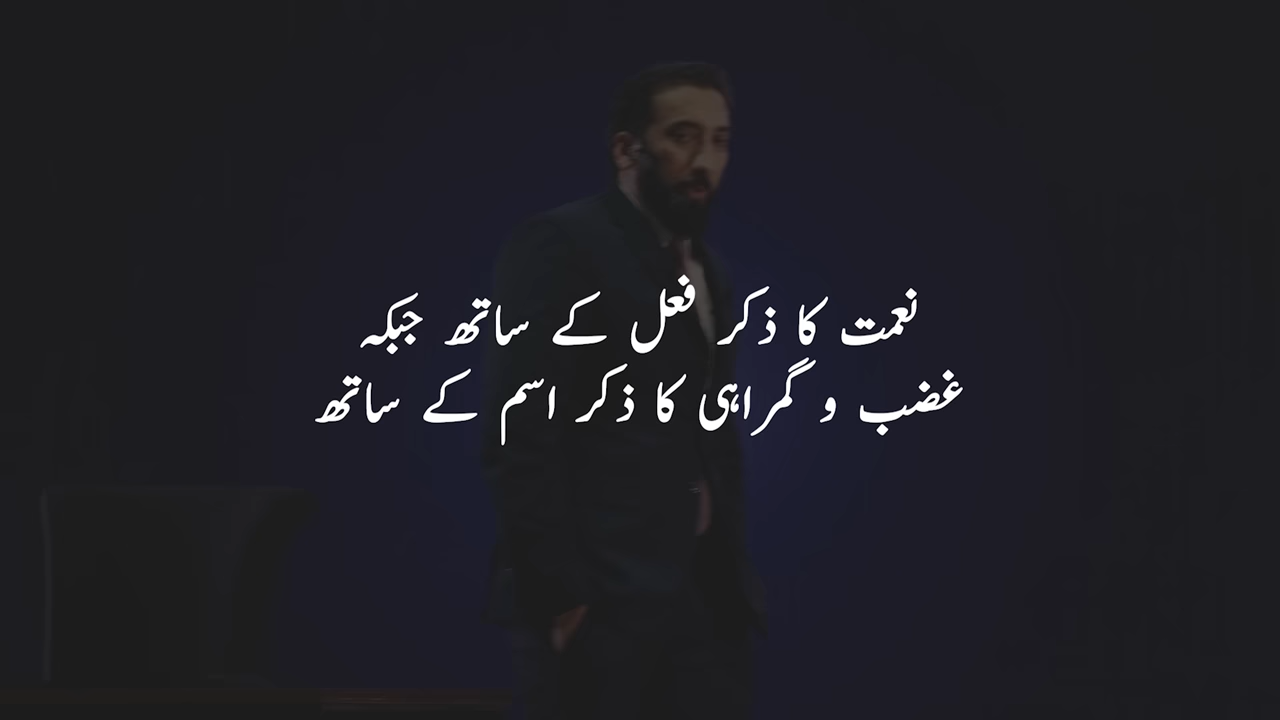 نعمت کا ذکر فعل کے ساتھ جبکہ
غضب و گمراہی کا ذکر اسم کے ساتھ